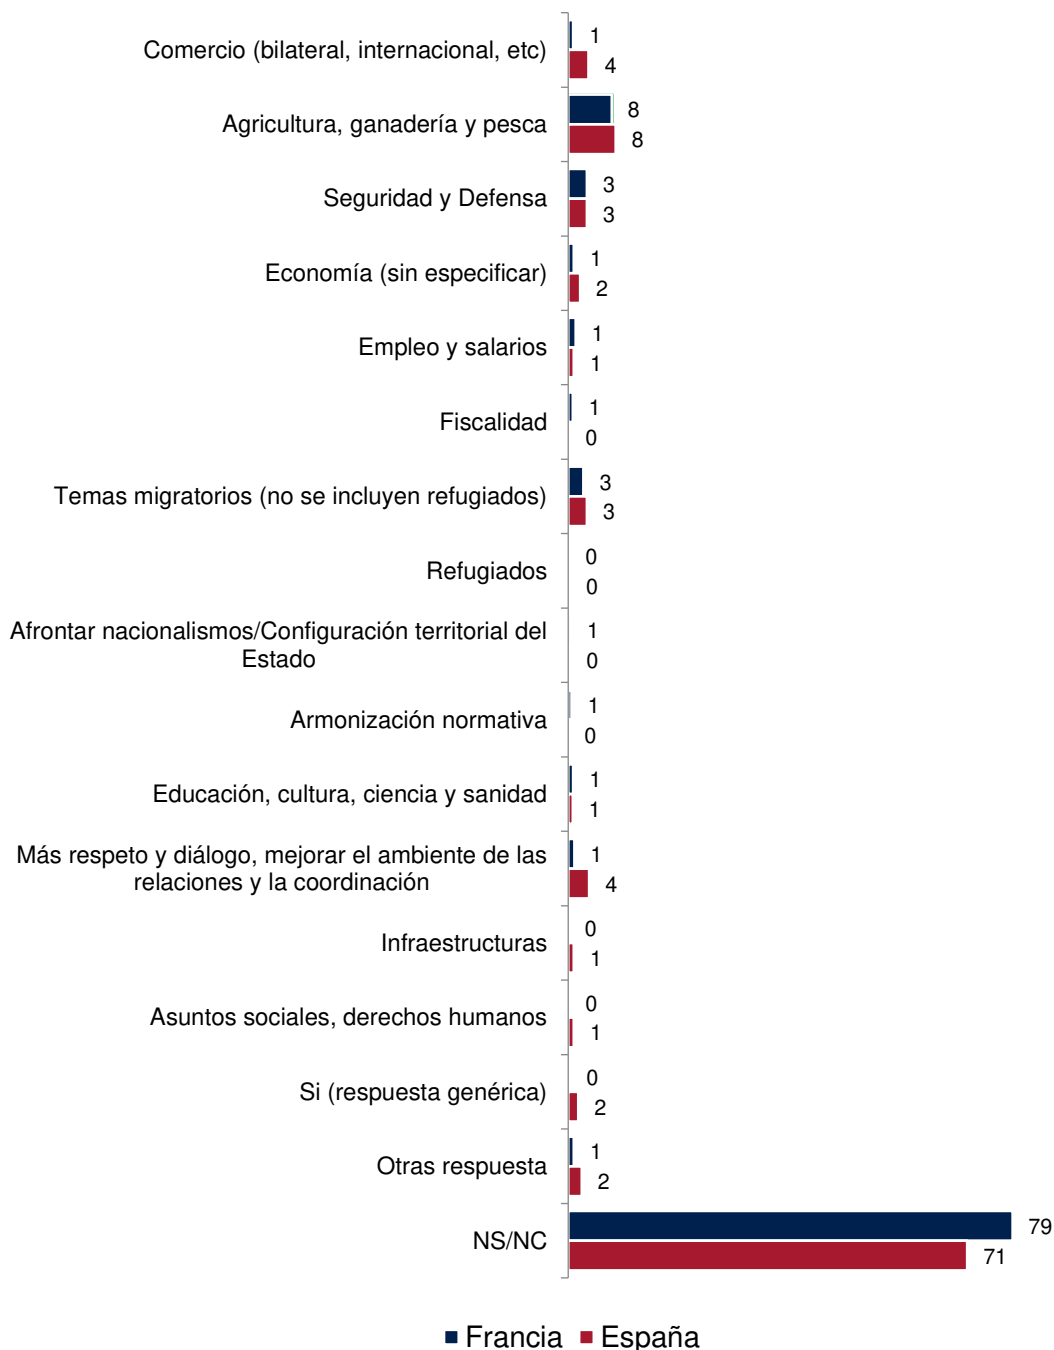 Comercio (bilateral, internacional, etc)
1
4
Agricultura, ganadería y pesca
8
8
Seguridad y Defensa
3
3
Economía (sin especificar)
1
2
Empleo y salarios
1
1
Fiscalidad
1
0
Temas migratorios (no se incluyen refugiados)
3
3
Refugiados
0
0
Afrontar nacionalismos/Configuración territorial del
Estado
1
0
Armonización normativa
1
0
Educación, cultura, ciencia y sanidad
1
1
Más respeto y diálogo, mejorar el ambiente de las
relaciones y la coordinación
1
4
Infraestructuras
0
1
Asuntos sociales, derechos humanos
0
1
Si (respuesta genérica)
0
2
Otras respuesta
1
2
NS/NC
79
71
Francia España